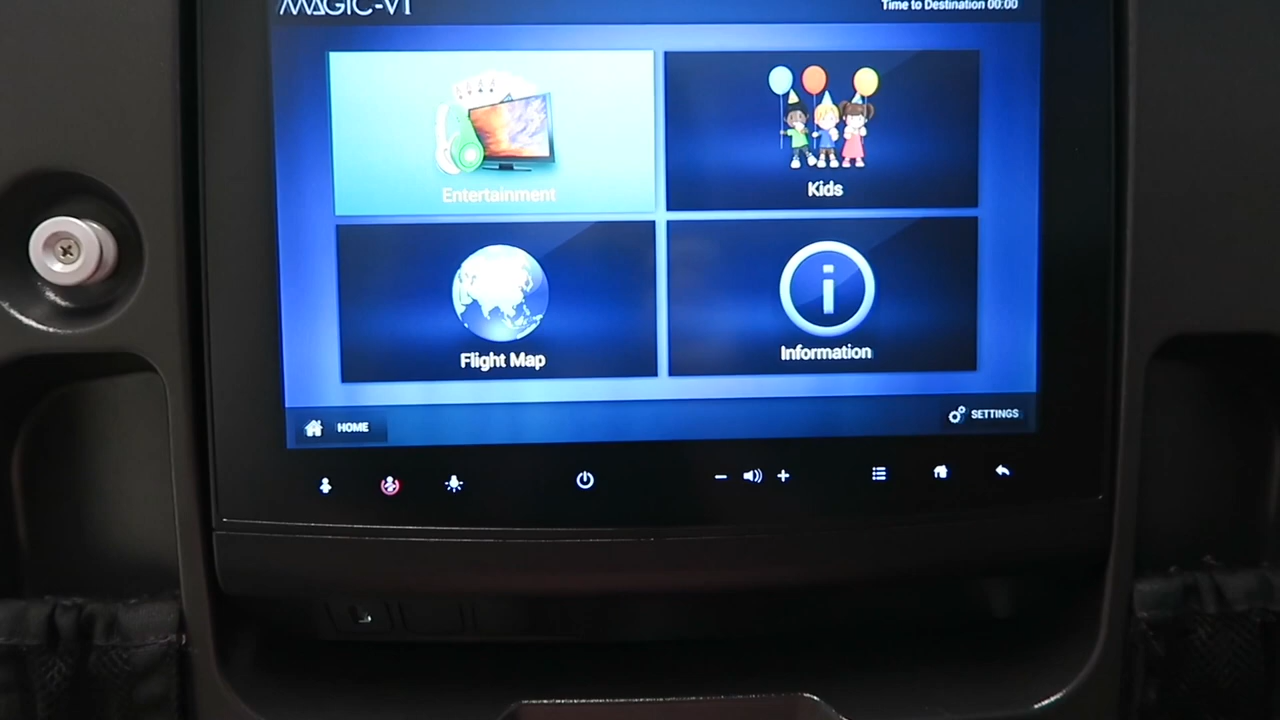 MAGIC-VI
Time to Destination 00:00
Entertainment
Kids
Flight Map
Information
HOME
SETTINGS